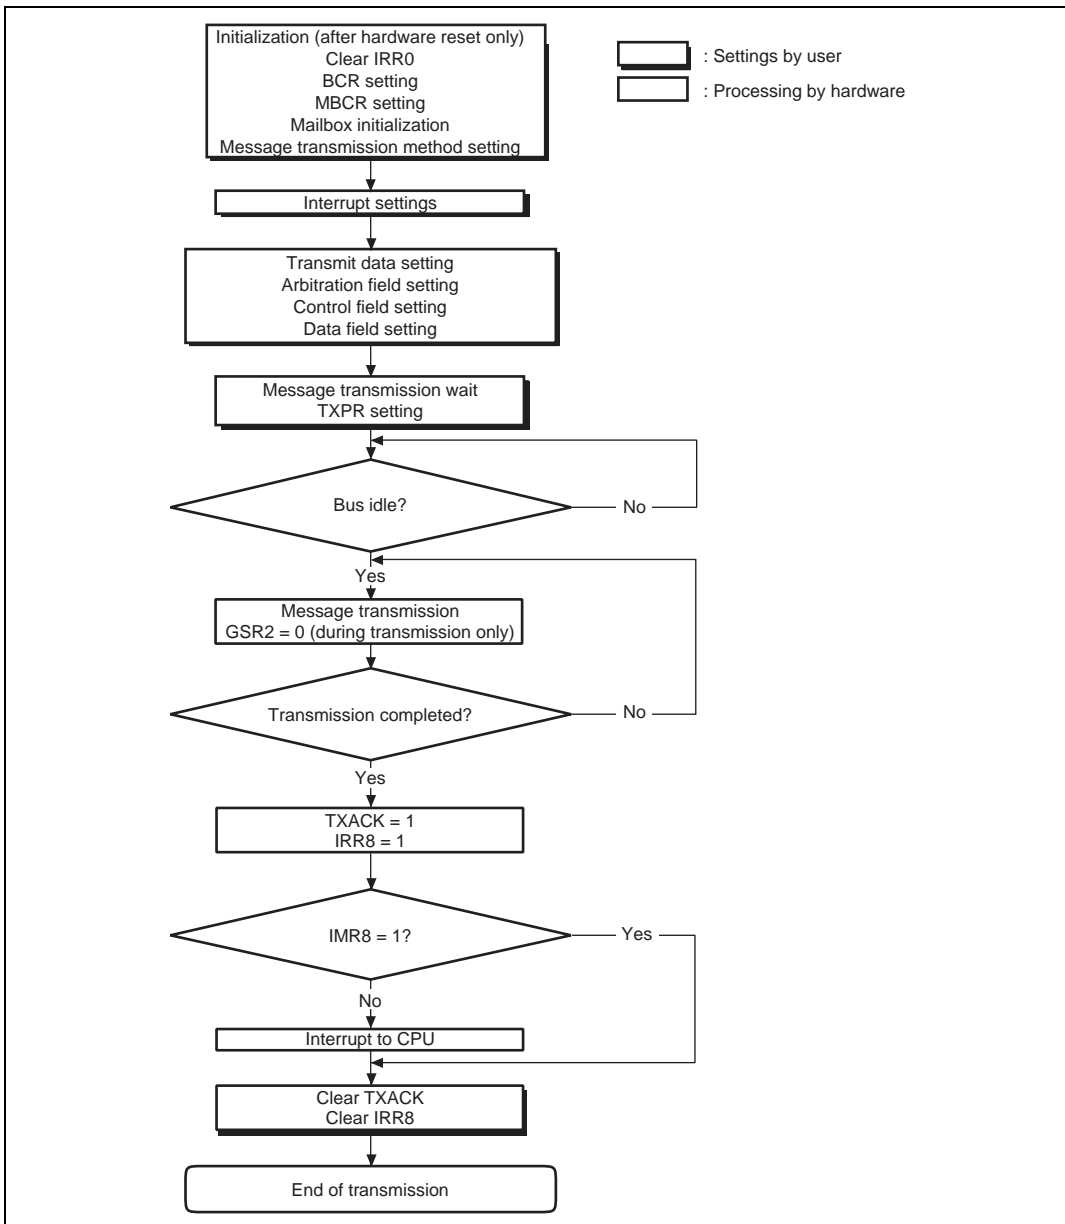 Initialization (after hardware reset only)
Clear IRR0
BCR setting
MBCR setting
Mailbox initialization
Message transmission method setting
: Settings by user
: Processing by hardware
Interrupt settings
Transmit data setting
Arbitration field setting
Control field setting
Data field setting
Message transmission wait
TXPR setting
Bus idle?
No
Yes
Message transmission
GSR2 = 0 (during transmission only)
Transmission completed?
No
Yes
TXACK = 1
IRR8 = 1
IMR8 = 1?
Yes
No
Interrupt to CPU
Clear TXACK
Clear IRR8
End of transmission